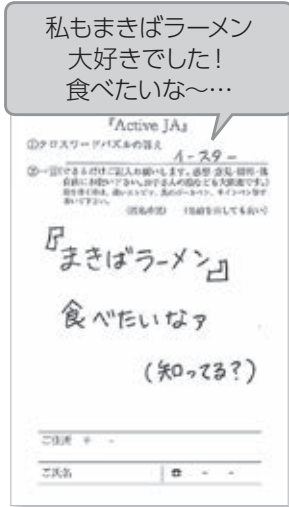 私もまきばラーメン
大好きでした!
食べたいな〜…
『Active JA』
①クロスワードパズルの答え
イースター
『まきばラーメン』
食べたいなァ
(知ってる?)
ご住所 〒 -
ご氏名 ☎ - -